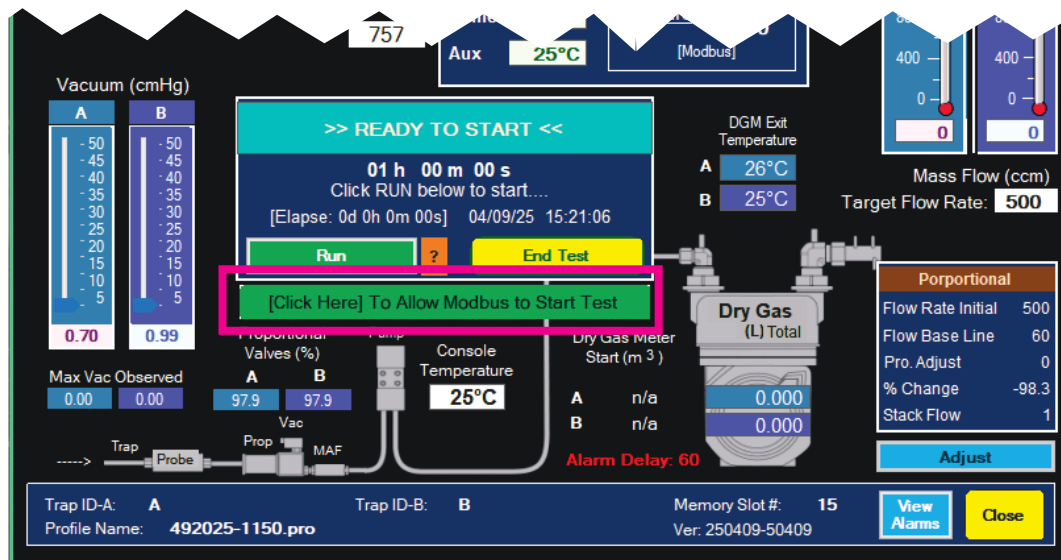 757
Aux 25°C
[Modbus]
400
0
0
400
0
0
Vacuum (cmHg)
A B
50 50
45 45
40 40
35 35
30 30
25 25
20 20
15 15
10 10
5 5
0.70 0.99
Max Vac Observed
0.00 0.00
>> READY TO START <<
01 h 00 m 00 s
Click RUN below to start....
[Elapse: 0d 0h 0m 00s] 04/09/25 15:21:06
Run ? End Test
[Click Here] To Allow Modbus to Start Test
DGM Exit
Temperature
A 26°C
B 25°C
Mass Flow (ccm)
Target Flow Rate: 500
Valves (%)
A B
97.9 97.9
Console
Temperature
25°C
Dry Gas Meter
Start (m 3 )
A n/a
B n/a
Dry Gas
(L) Total
0.000
0.000
Alarm Delay: 60
Porportional
Flow Rate Initial 500
Flow Base Line 60
Pro. Adjust 0
% Change -98.3
Stack Flow 1
Adjust
Vac
Trap Probe Prop MAF
---->
Trap ID-A: A Trap ID-B: B Memory Slot #: 15
Profile Name: 492025-1150.pro Ver: 250409-50409
View
Alarms
Close